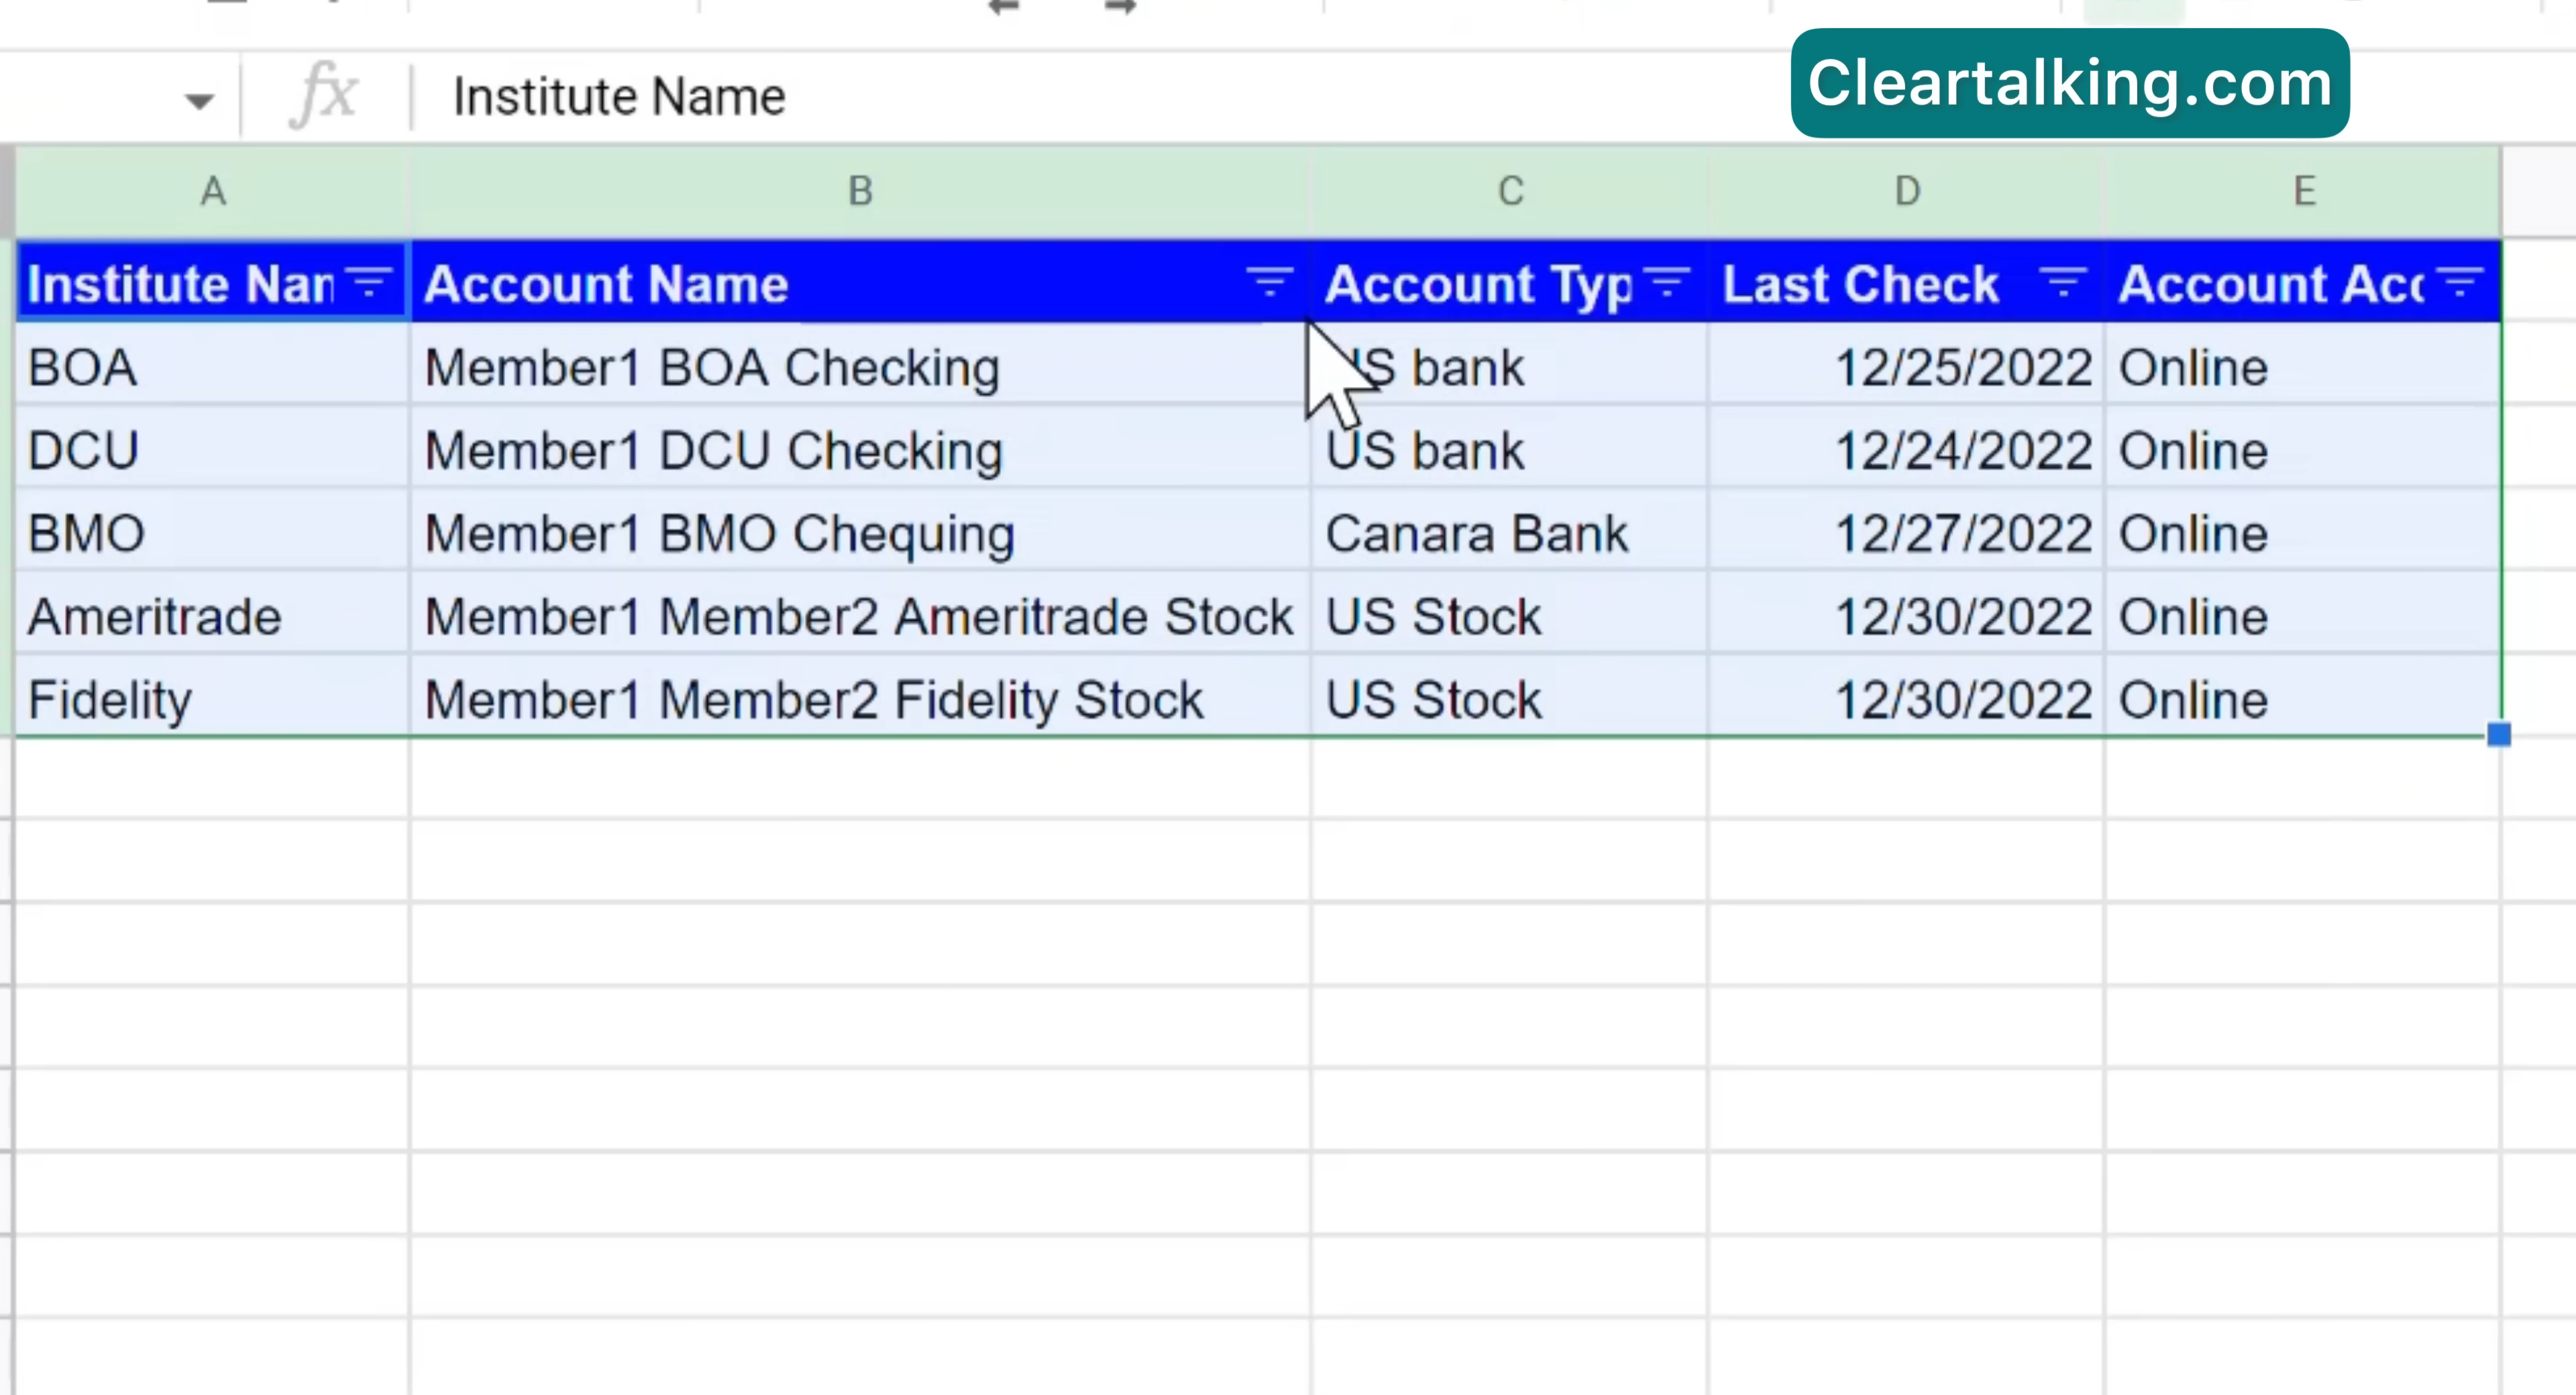 Cleartalking.com
fx Institute Name
A B C D E
Institute Nar Account Name Account Typ Last Check Account Acc
BOA Member1 BOA Checking US bank 12/25/2022 Online
DCU Member1 DCU Checking US bank 12/24/2022 Online
BMO Member1 BMO Chequing Canara Bank 12/27/2022 Online
Ameritrade Member1 Member2 Ameritrade Stock US Stock 12/30/2022 Online
Fidelity Member1 Member2 Fidelity Stock US Stock 12/30/2022 Online